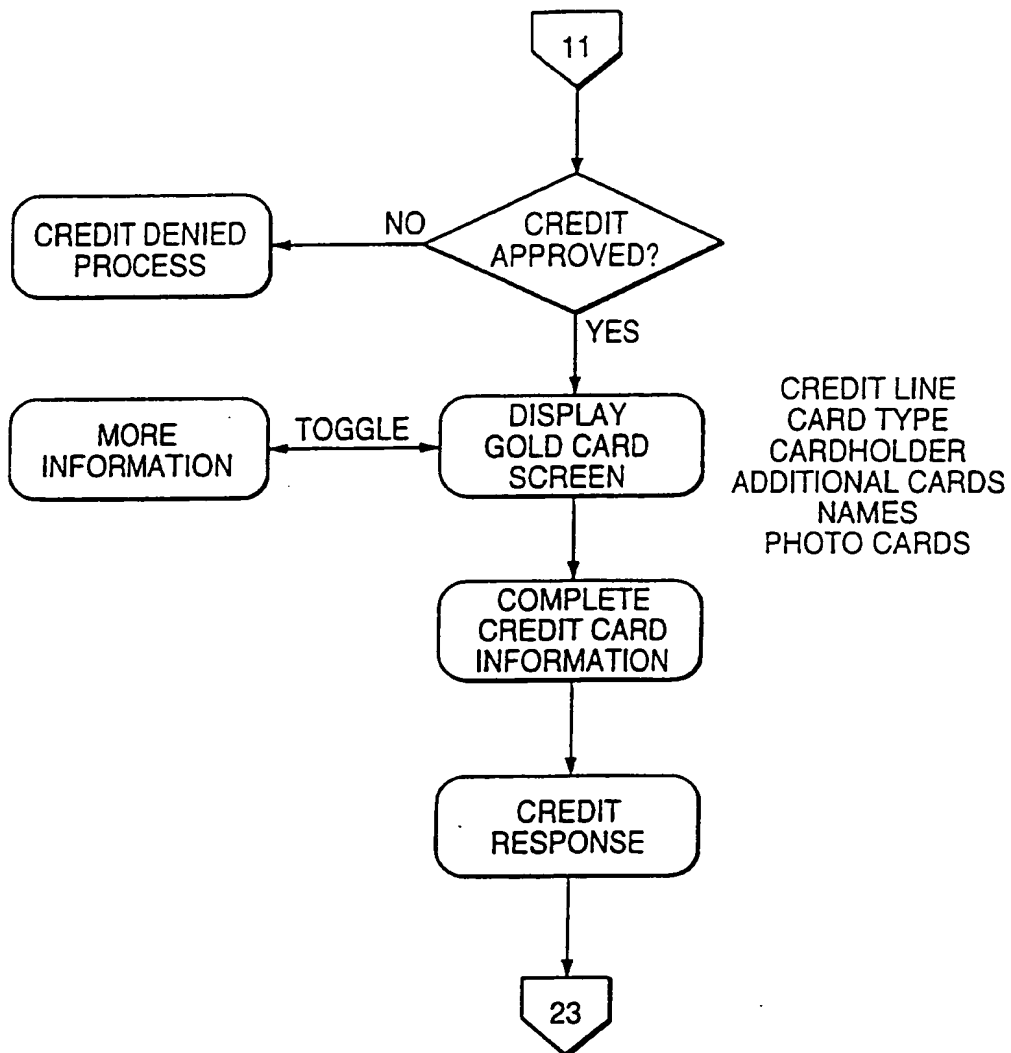 11
CREDIT
APPROVED?
NO
CREDIT DENIED
PROCESS
YES
DISPLAY
GOLD CARD
SCREEN
TOGGLE
MORE
INFORMATION
CREDIT LINE
CARD TYPE
CARDHOLDER
ADDITIONAL CARDS
NAMES
PHOTO CARDS
COMPLETE
CREDIT CARD
INFORMATION
CREDIT
RESPONSE
23